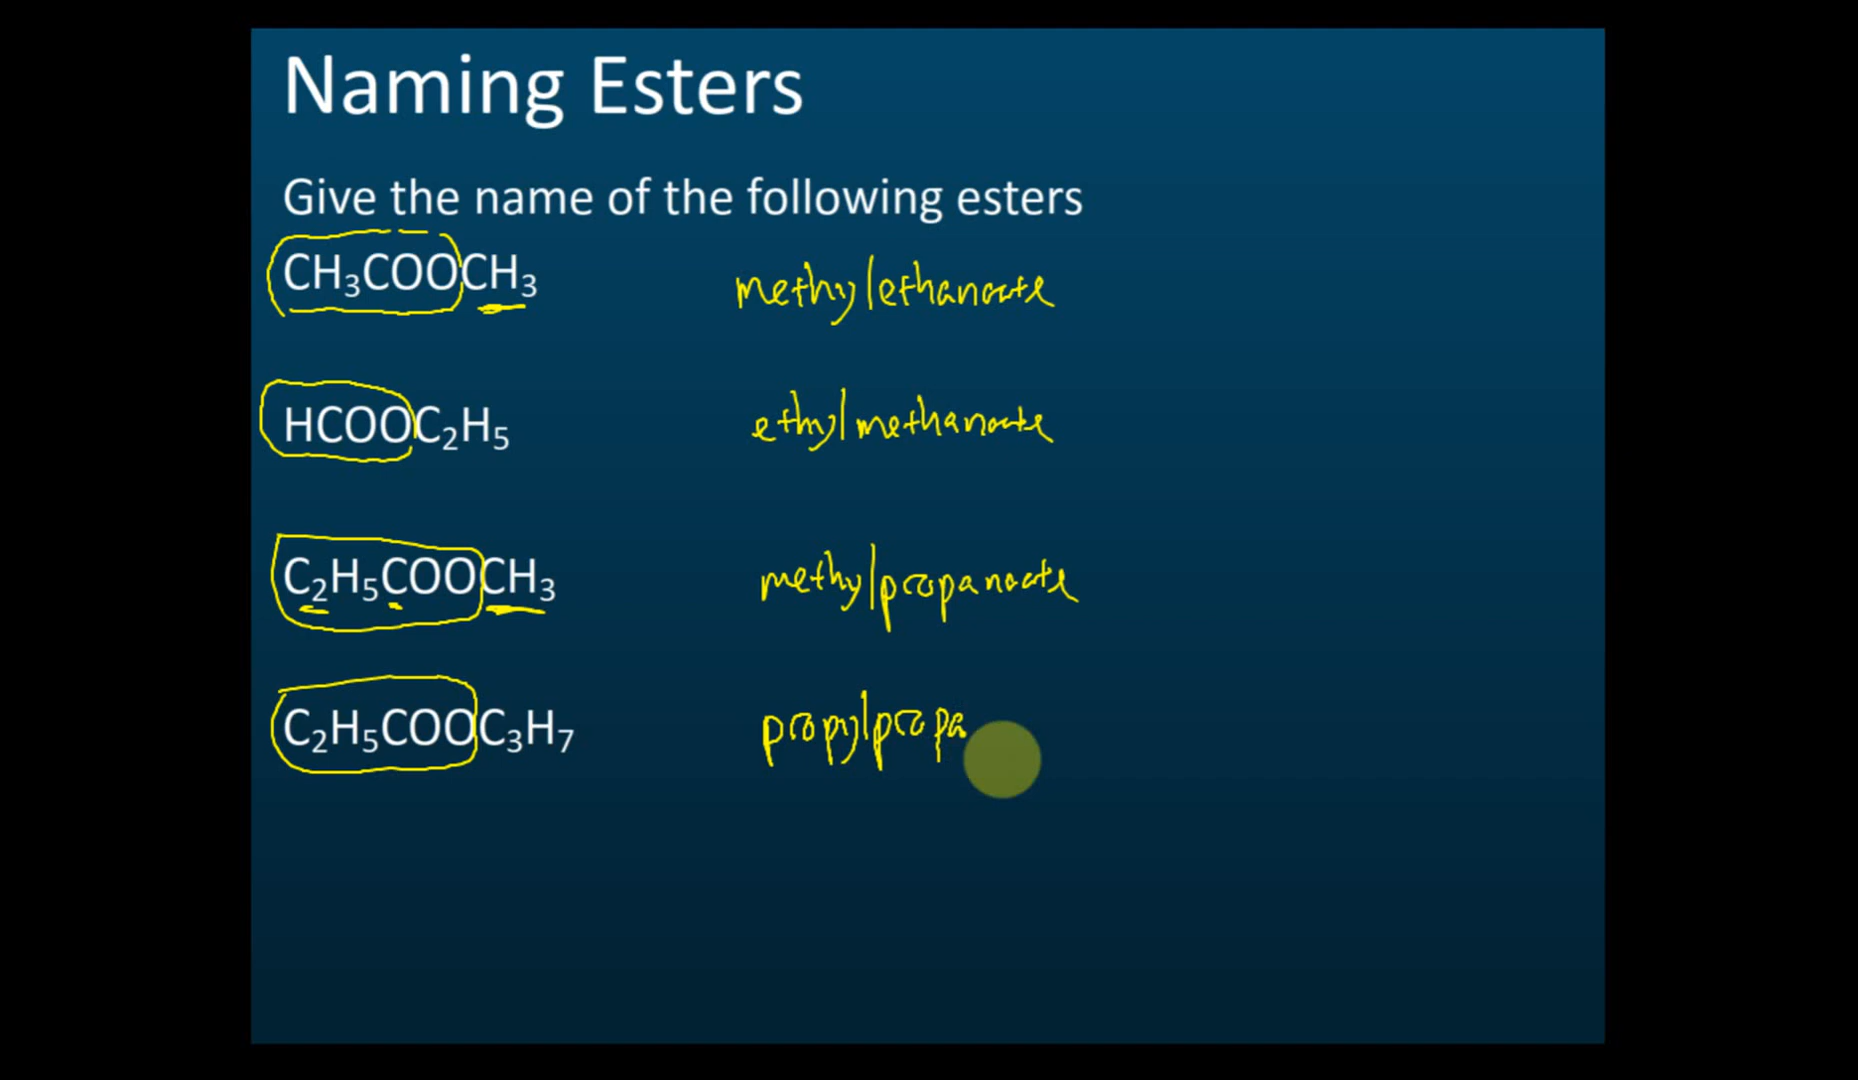 Naming Esters
Give the name of the following esters
CH₃COOCH₃ methylethanoate
HCOOC₂H₅ ethylmethanoate
C₂H₅COOCH₃ methylpropanoate
C₂H₅COOC₃H₇ propylpropa